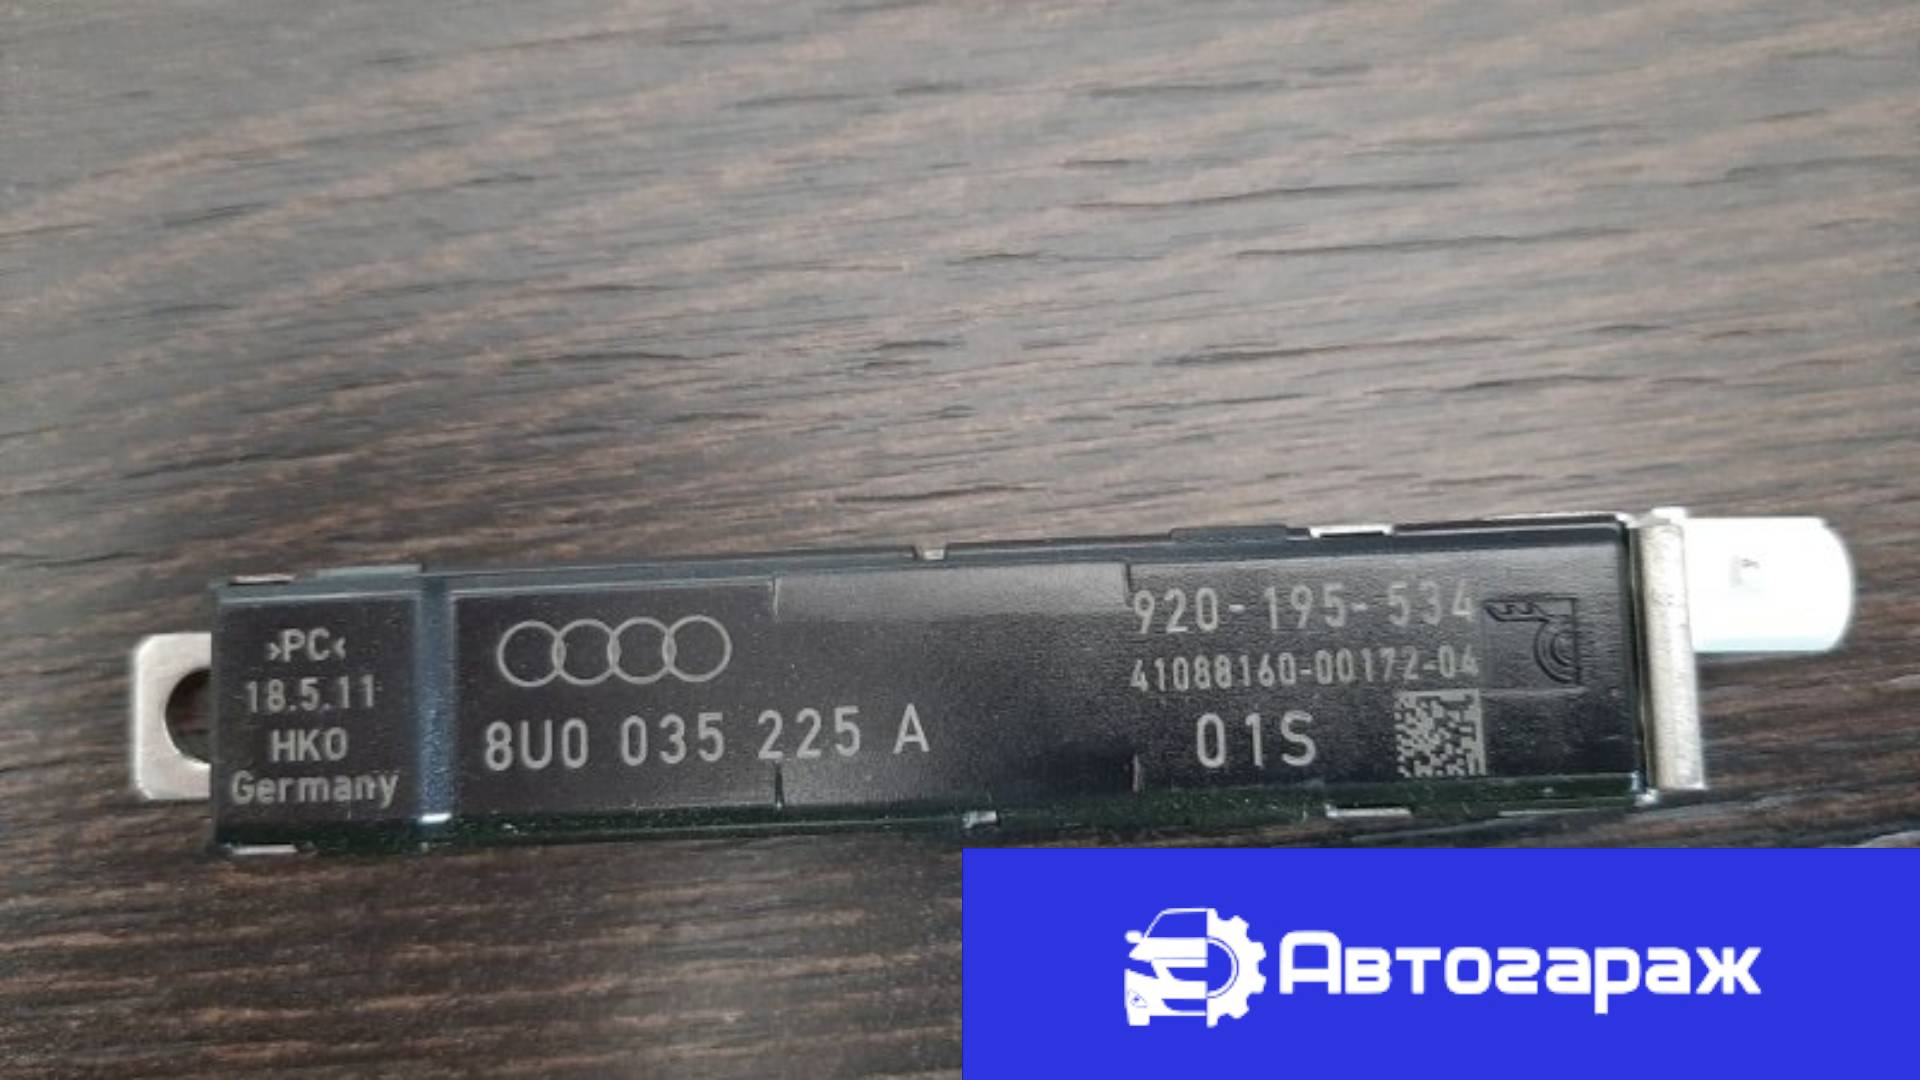 ›PC‹
18.5.11
HKO
Germany
8U0 035 225 A
920-195-534
41088160-00172-04
01S
Автогараж